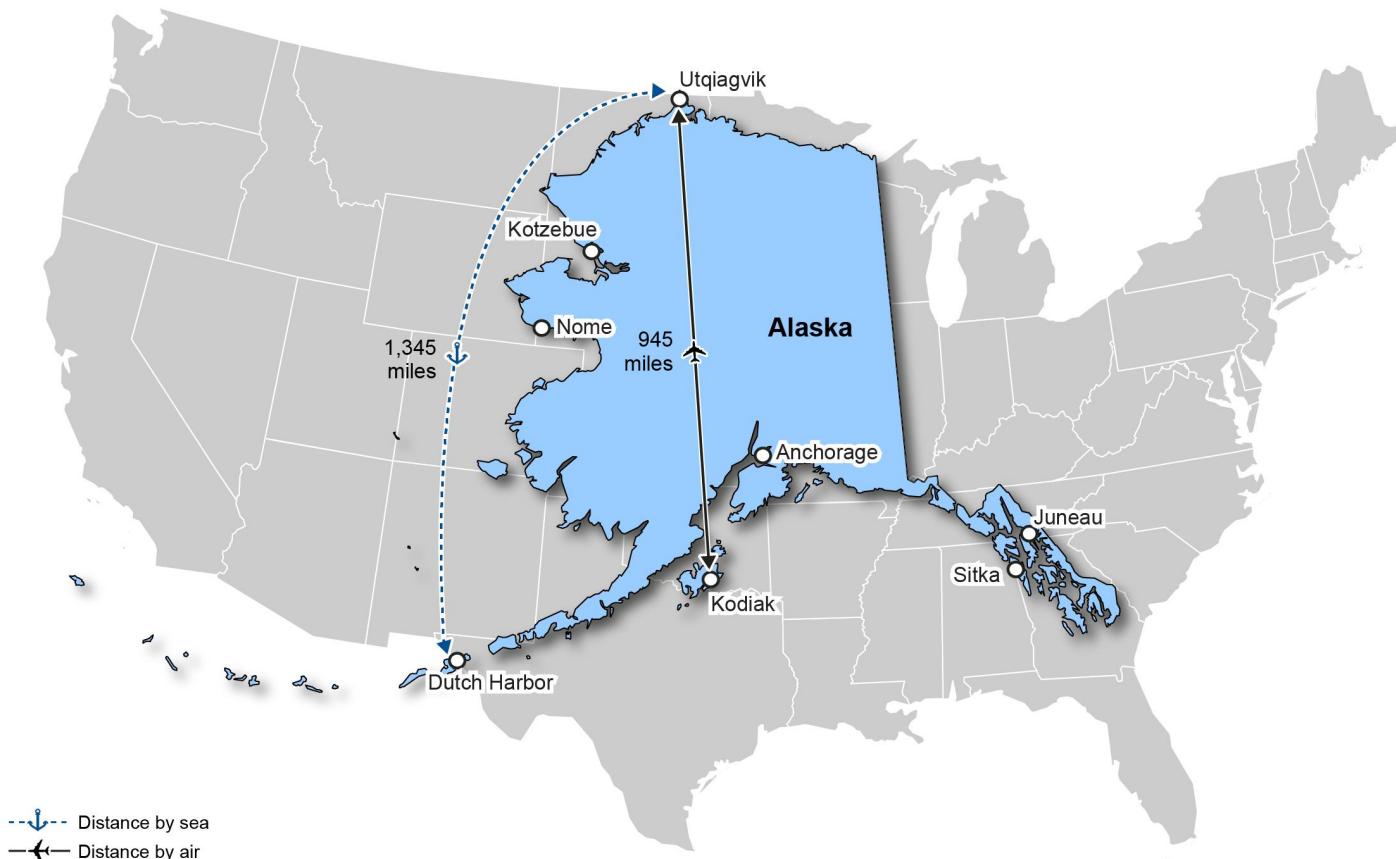 Utqiagvik
Kotzebue
Nome
1,345
miles
945
miles
Alaska
Anchorage
Juneau
Sitka
Kodiak
Dutch Harbor
Distance by sea
Distance by air